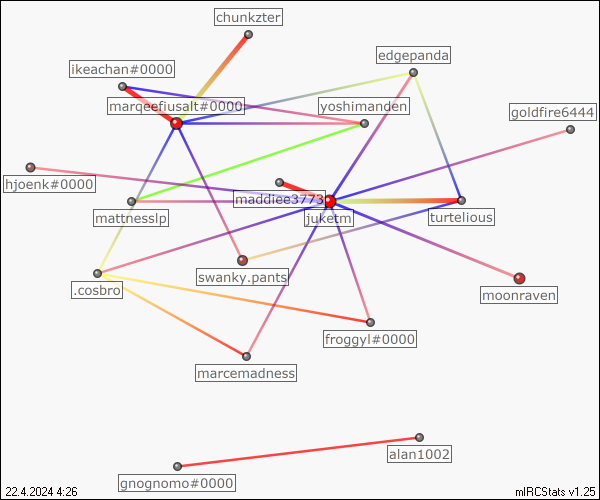 chunkzter
edgepanda
ikeachan#0000
marqeefiusalt#0000
yoshimanden
goldfire6444
hjoenk#0000
maddiee3773
mattnesslp
juketm
turtelious
swanky.pants
.cosbro
moonraven
froggyl#0000
marcemadness
alan1002
gnognomo#0000
22.4.2024 4:26
mIRCStats v1.25